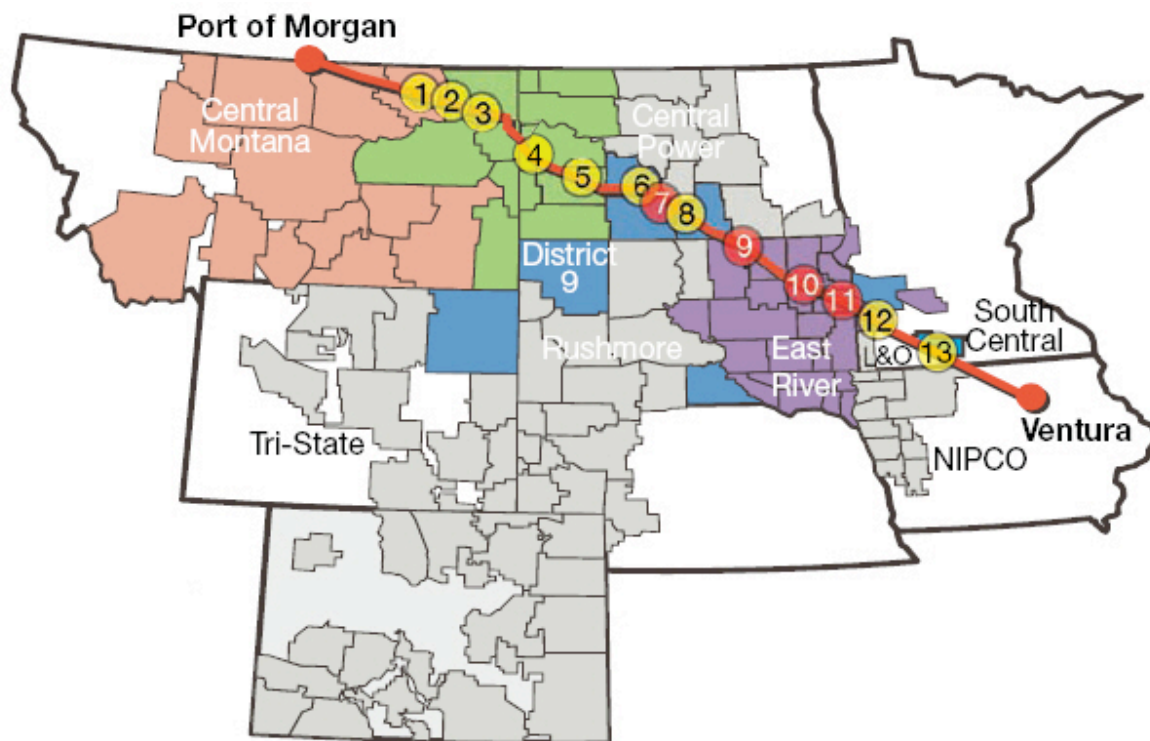 Port of Morgan
1
2
3
Central
Montana
Central
Power
4
5
6
7
8
District
9
9
10
11
12
13
South
Central
L&O
Rushmore
East
River
Ventura
Tri-State
NIPCO